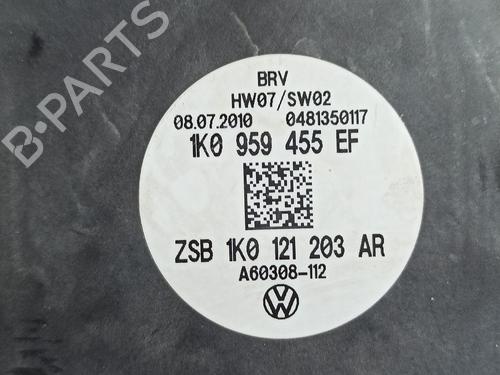 B-PARTS
BRV
HW07/SW02
08.07.2010 0481350117
1K0 959 455 EF
ZSB 1K0 121 203 AR
A60308-112